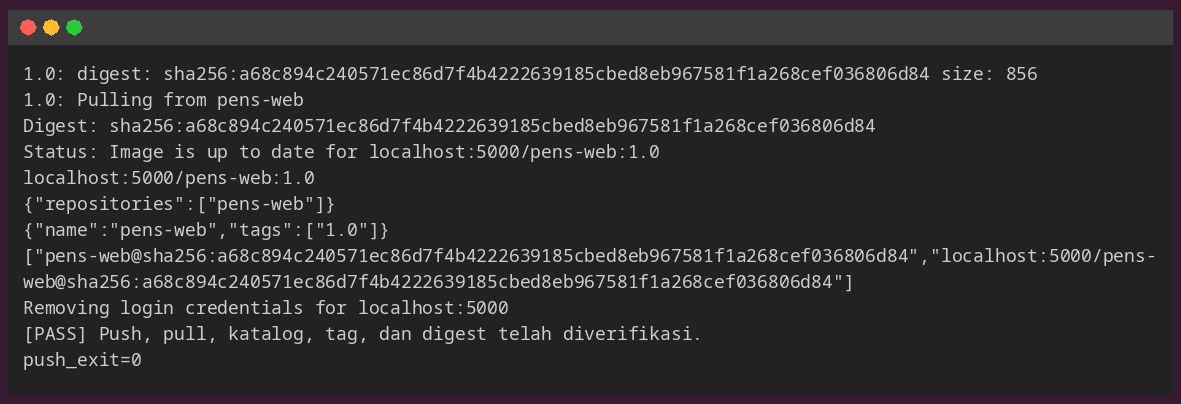 1.0: digest: sha256:a68c894c240571ec86d7f4b4222639185cbed8eb967581f1a268cef036806d84 size: 856
1.0: Pulling from pens-web
Digest: sha256:a68c894c240571ec86d7f4b4222639185cbed8eb967581f1a268cef036806d84
Status: Image is up to date for localhost:5000/pens-web:1.0
localhost:5000/pens-web:1.0
{"repositories":["pens-web"]}
{"name":"pens-web","tags":["1.0"]}
["pens-web@sha256:a68c894c240571ec86d7f4b4222639185cbed8eb967581f1a268cef036806d84","localhost:5000/pens-
web@sha256:a68c894c240571ec86d7f4b4222639185cbed8eb967581f1a268cef036806d84"]
Removing login credentials for localhost:5000
[PASS] Push, pull, katalog, tag, dan digest telah diverifikasi.
push_exit=0